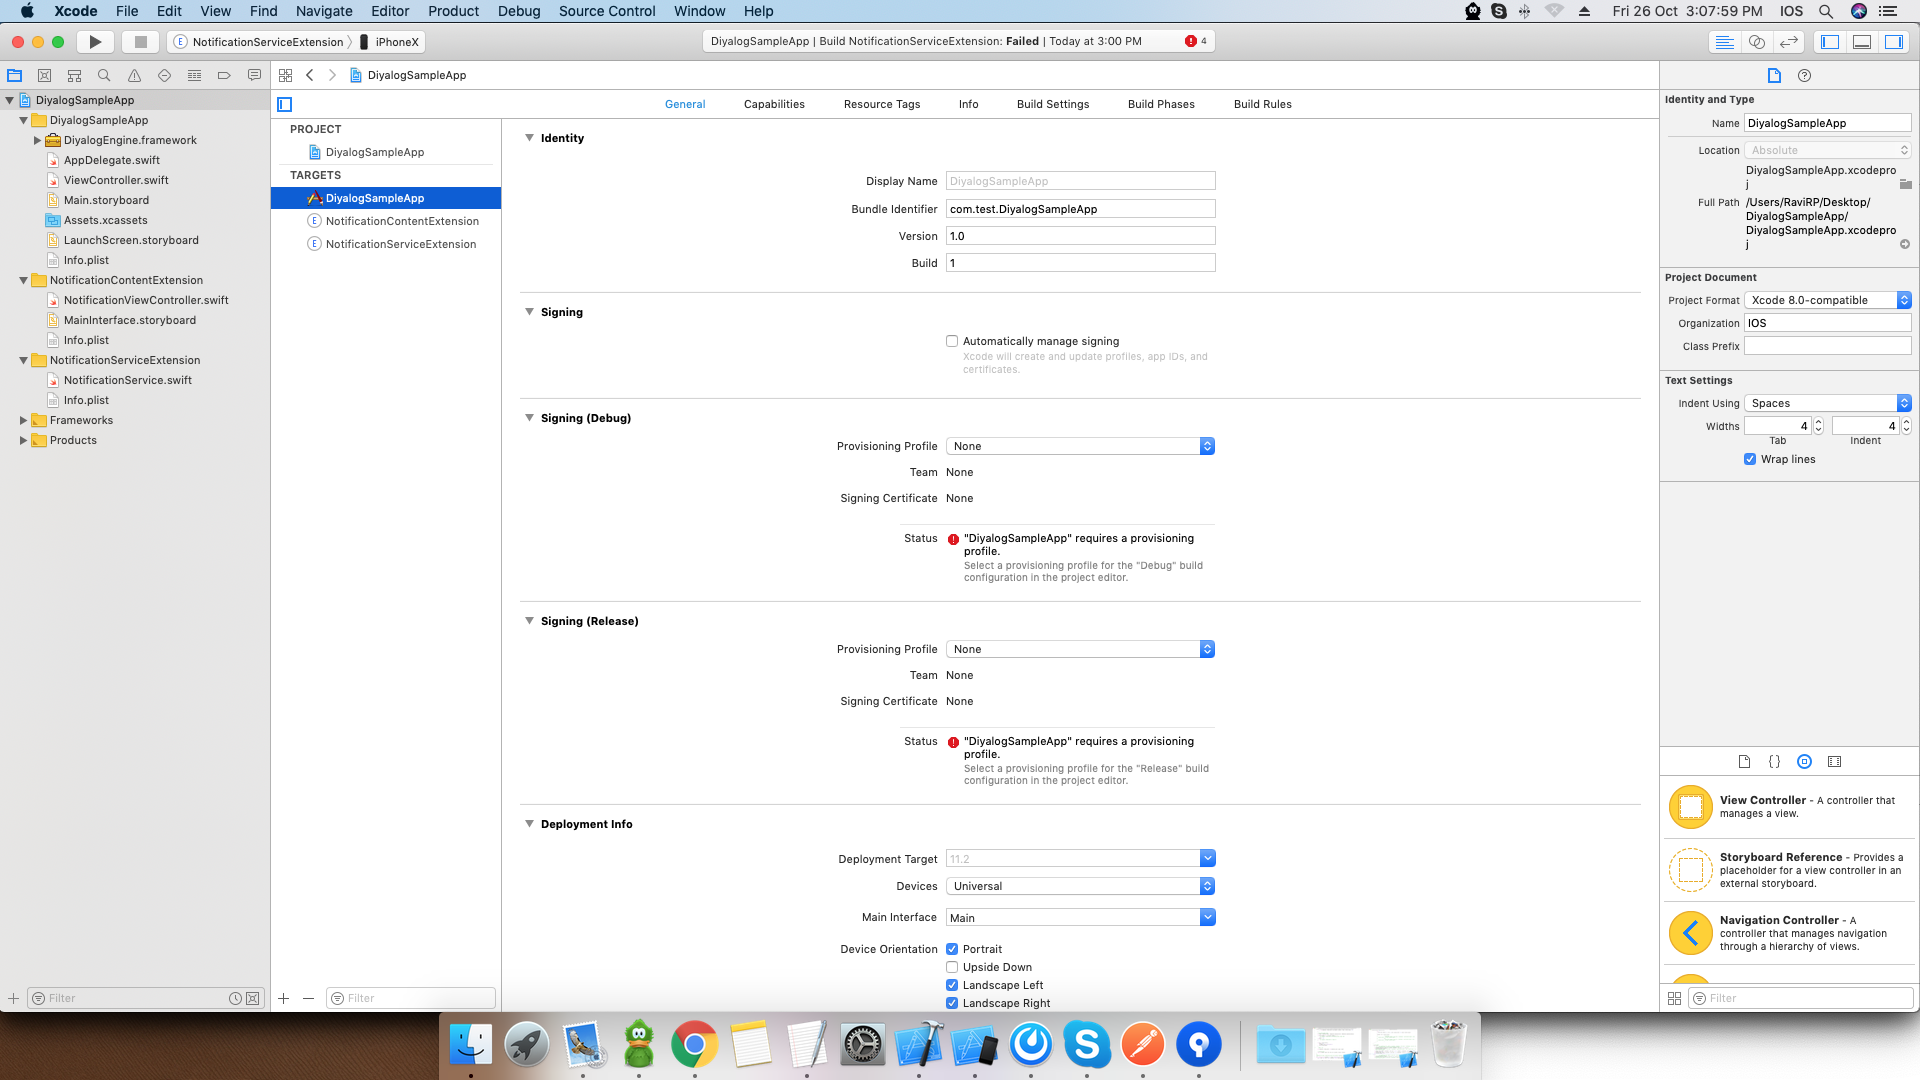 Xcode File Edit View Find Navigate Editor Product Debug Source Control Window Help
Fri 26 Oct 3:07:59 PM IOS
NotificationServiceExtension iPhoneX
DiyalogSampleApp | Build NotificationServiceExtension: Failed | Today at 3:00 PM
4
DiyalogSampleApp
DiyalogSampleApp
DiyalogEngine.framework
AppDelegate.swift
ViewController.swift
Main.storyboard
Assets.xcassets
LaunchScreen.storyboard
Info.plist
NotificationContentExtension
NotificationViewController.swift
MainInterface.storyboard
Info.plist
NotificationServiceExtension
NotificationService.swift
Info.plist
Frameworks
Products
Filter
DiyalogSampleApp
General Capabilities Resource Tags Info Build Settings Build Phases Build Rules
PROJECT
DiyalogSampleApp
TARGETS
DiyalogSampleApp
NotificationContentExtension
NotificationServiceExtension
Filter
Identity
Display Name DiyalogSampleApp
Bundle Identifier com.test.DiyalogSampleApp
Version 1.0
Build 1
Signing
Automatically manage signing
Xcode will create and update profiles, app IDs, and
certificates.
Signing (Debug)
Provisioning Profile None
Team None
Signing Certificate None
Status "DiyalogSampleApp" requires a provisioning
profile.
Select a provisioning profile for the "Debug" build
configuration in the project editor.
Signing (Release)
Provisioning Profile None
Team None
Signing Certificate None
Status "DiyalogSampleApp" requires a provisioning
profile.
Select a provisioning profile for the "Release" build
configuration in the project editor.
Deployment Info
Deployment Target 11.2
Devices Universal
Main Interface Main
Device Orientation Portrait
Upside Down
Landscape Left
Landscape Right
Identity and Type
Name DiyalogSampleApp
Location Absolute
DiyalogSampleApp.xcodepro
j
Full Path /Users/RaviRP/Desktop/
DiyalogSampleApp/
DiyalogSampleApp.xcodepro
j
Project Document
Project Format Xcode 8.0-compatible
Organization IOS
Class Prefix
Text Settings
Indent Using Spaces
Widths 4 4
Tab Indent
Wrap lines
View Controller - A controller that
manages a view.
Storyboard Reference - Provides a
placeholder for a view controller in an
external storyboard.
Navigation Controller - A
controller that manages navigation
through a hierarchy of views.
Filter